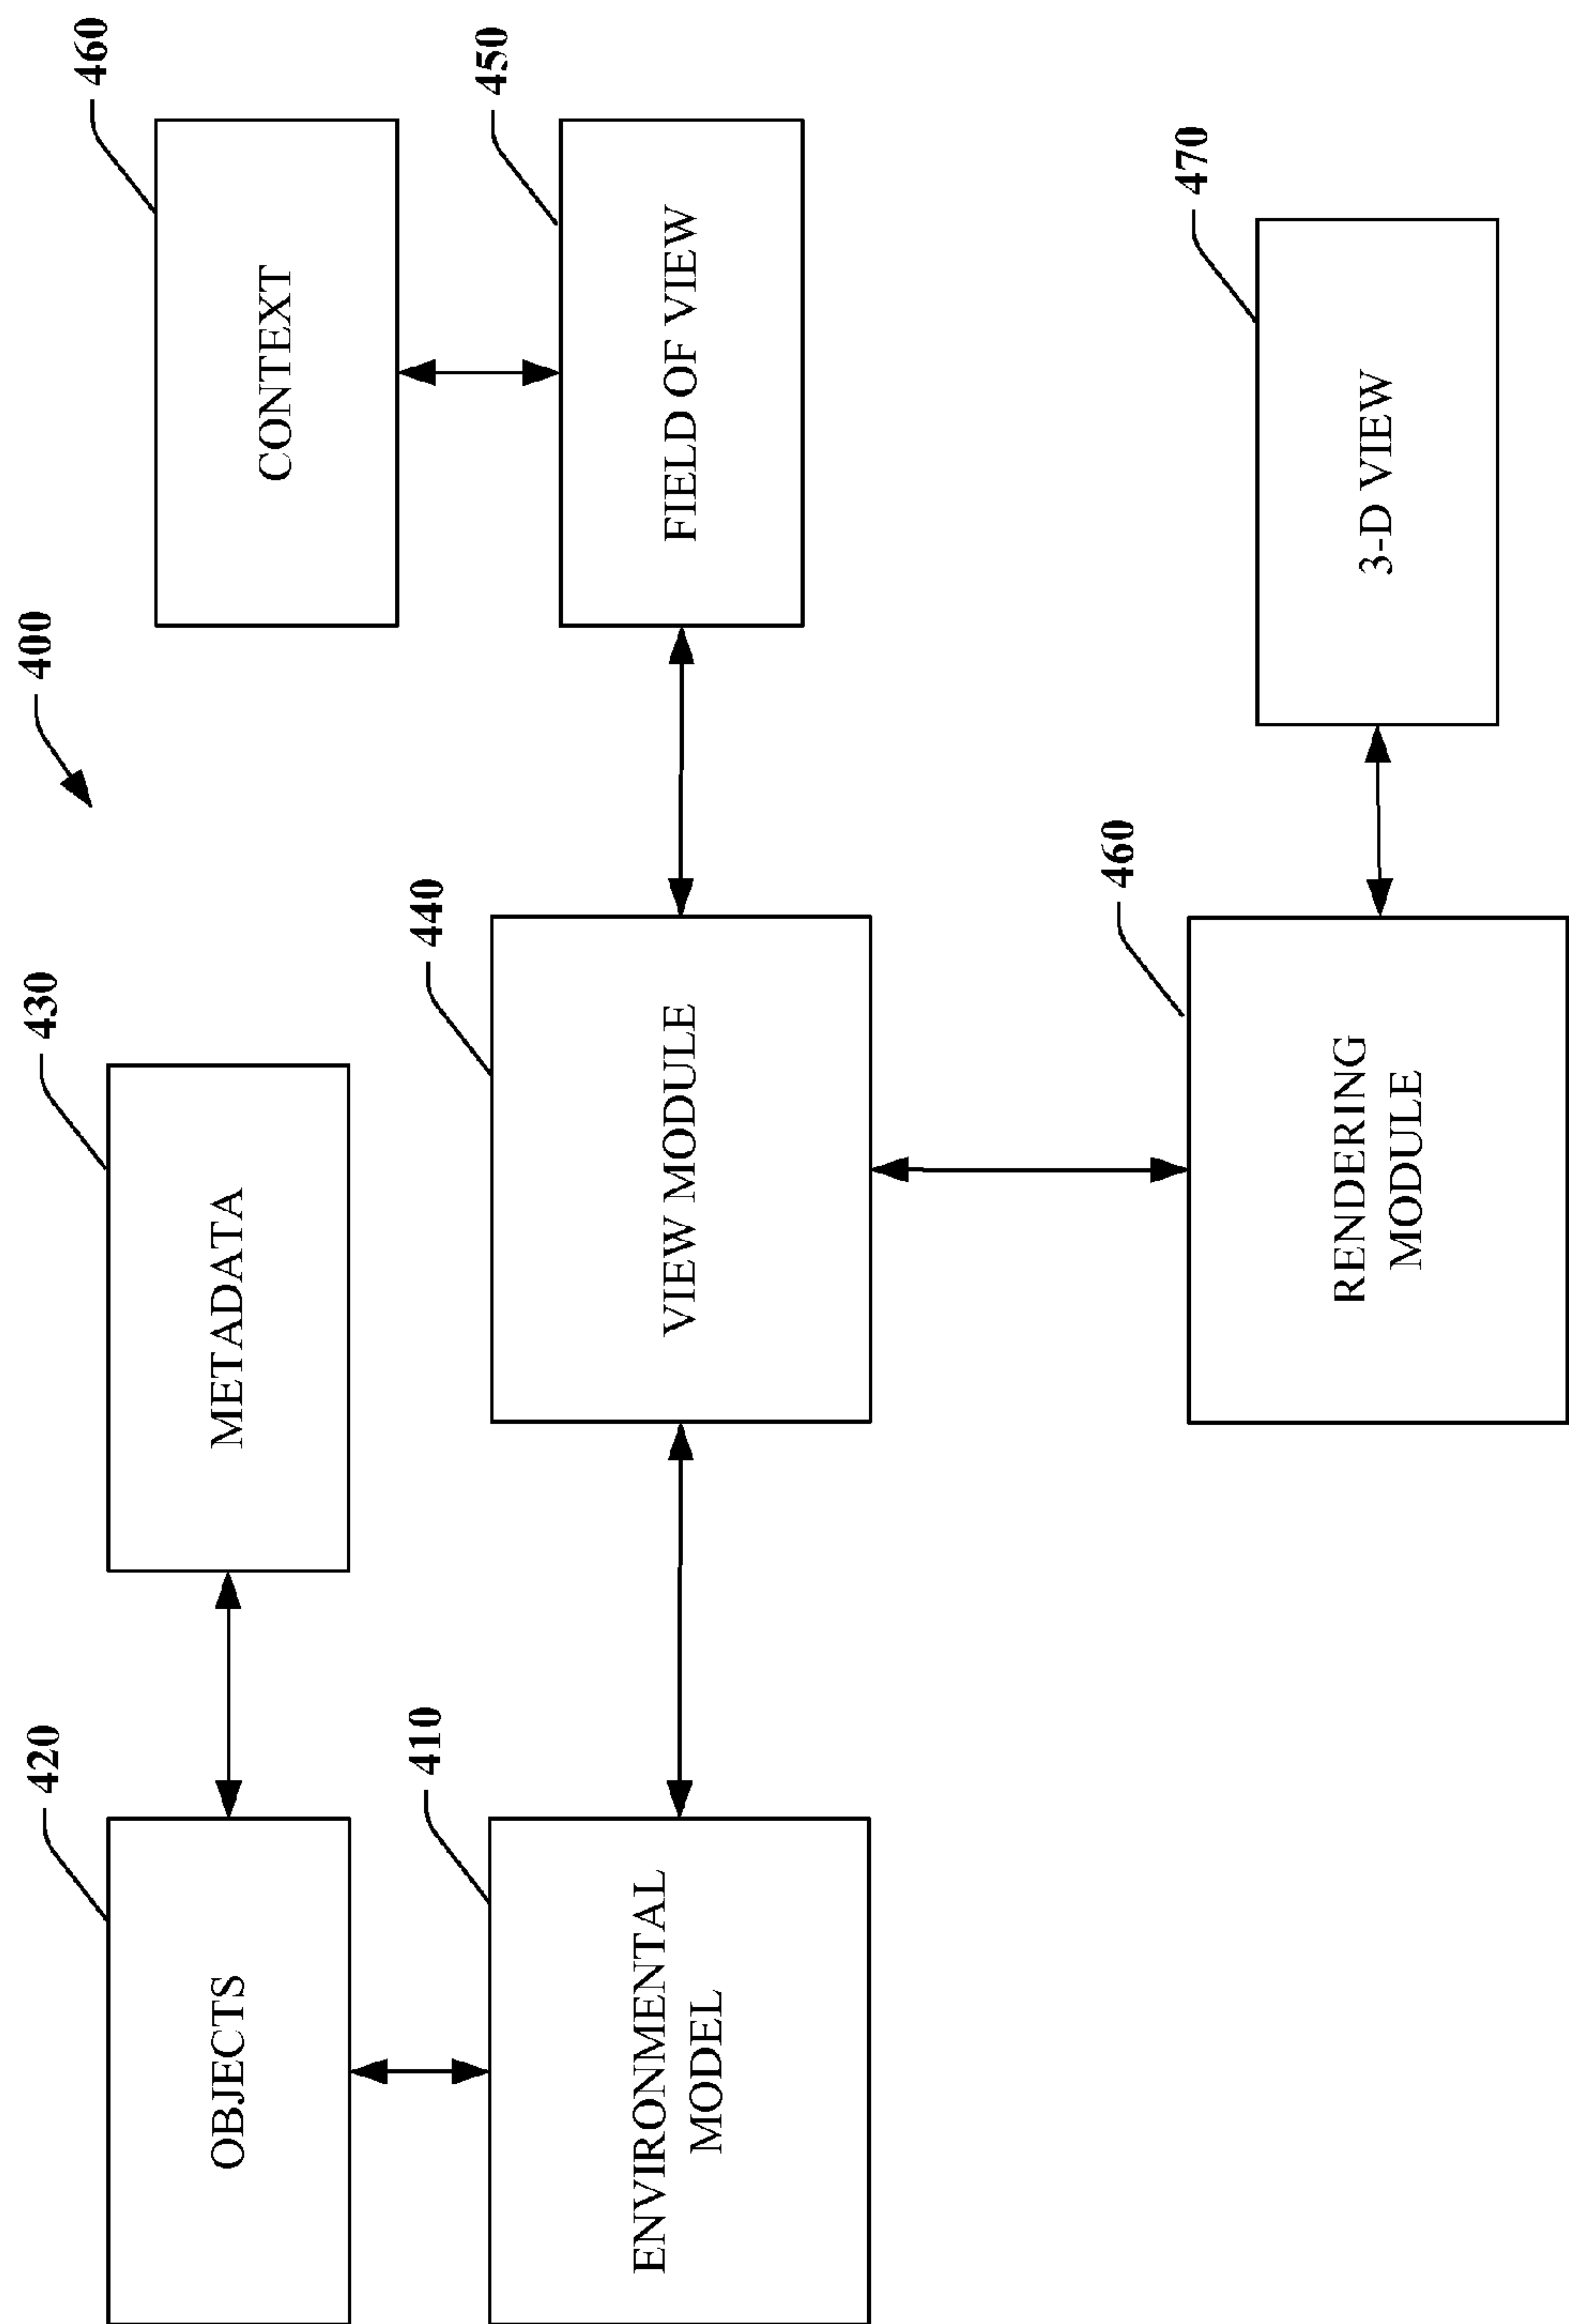 400
420
OBJECTS
430
METADATA
460
CONTEXT
410
ENVIRONMENTAL
MODEL
440
VIEW MODULE
450
FIELD OF VIEW
460
RENDERING
MODULE
470
3-D VIEW